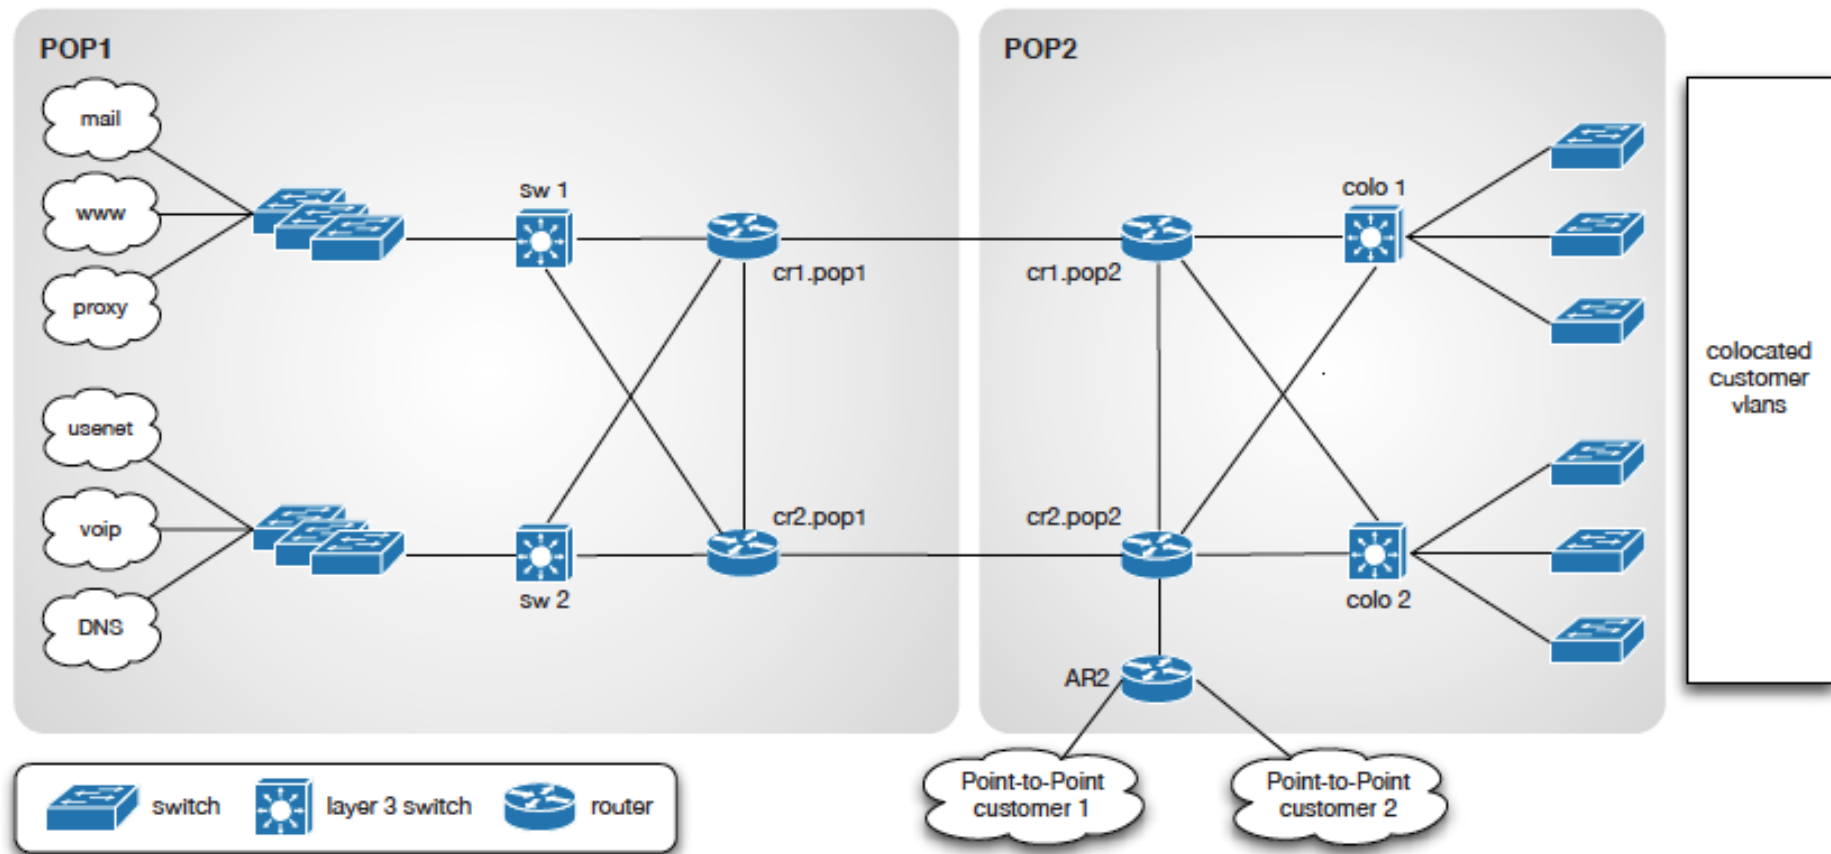 POP1
POP2
mail
www
proxy
usenet
voip
DNS
sw 1
sw 2
cr1.pop1
cr2.pop1
cr1.pop2
cr2.pop2
colo 1
colo 2
AR2
colocated
customer
vlans
Point-to-Point
customer 1
Point-to-Point
customer 2
switch
layer 3 switch
router